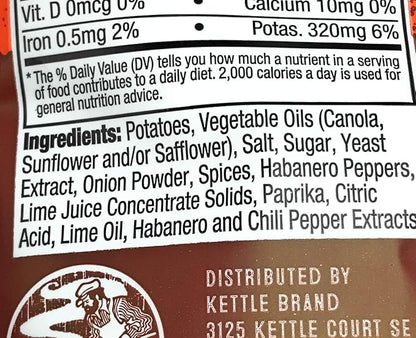 Vit. D 0mcg 0% • Calcium 10mg 0%
Iron 0.5mg 2% • Potas. 320mg 6%
*The % Daily Value (DV) tells you how much a nutrient in a serving
of food contributes to a daily diet. 2,000 calories a day is used for
general nutrition advice.
Ingredients: Potatoes, Vegetable Oils (Canola,
Sunflower and/or Safflower), Salt, Sugar, Yeast
Extract, Onion Powder, Spices, Habanero Peppers,
Lime Juice Concentrate Solids, Paprika, Citric
Acid, Lime Oil, Habanero and Chili Pepper Extracts
DISTRIBUTED BY
KETTLE BRAND
3125 KETTLE COURT SE